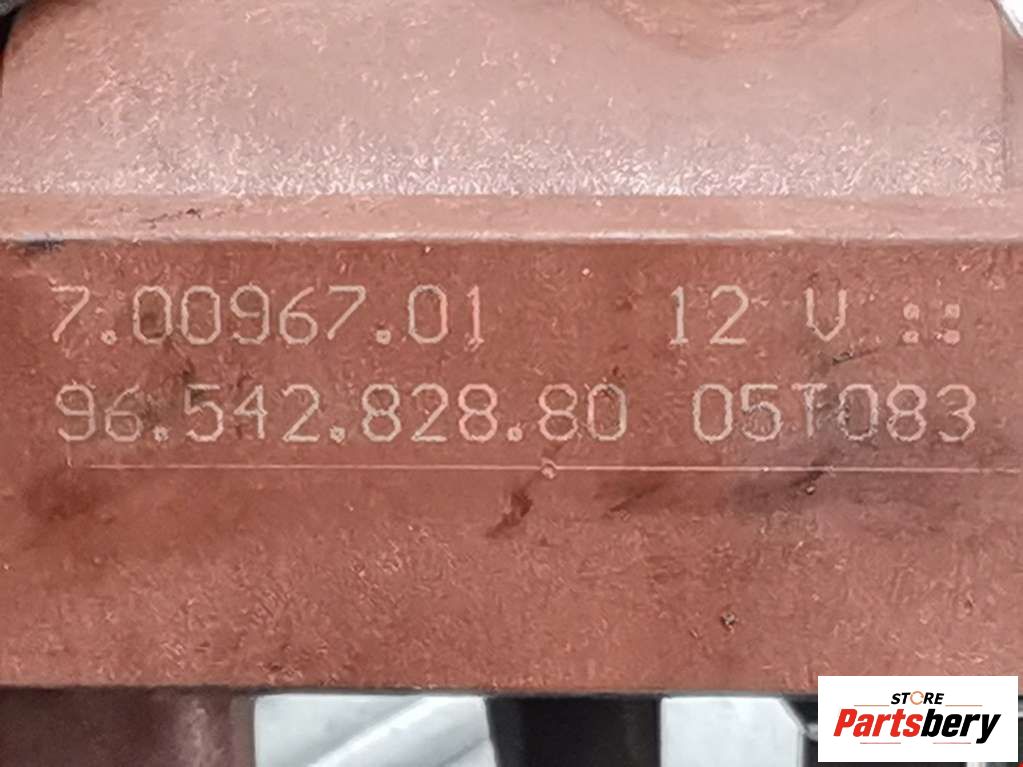 7.00967.01 12 V ::
96.542.828.80 05T083
STORE
Partsbery